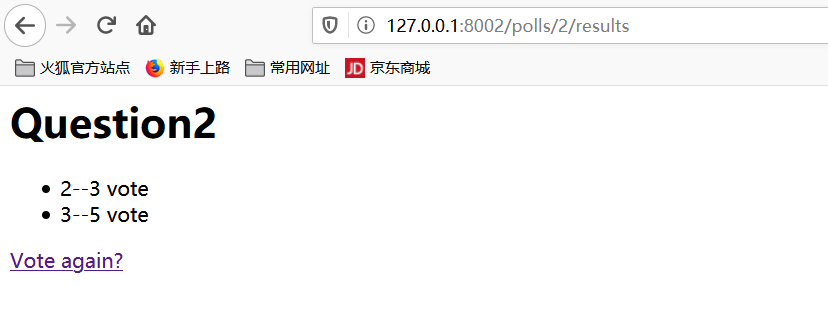 127.0.0.1:8002/polls/2/results
火狐官方站点 新手上路 常用网址 JD 京东商城
Question2
2--3 vote
3--5 vote
Vote again?